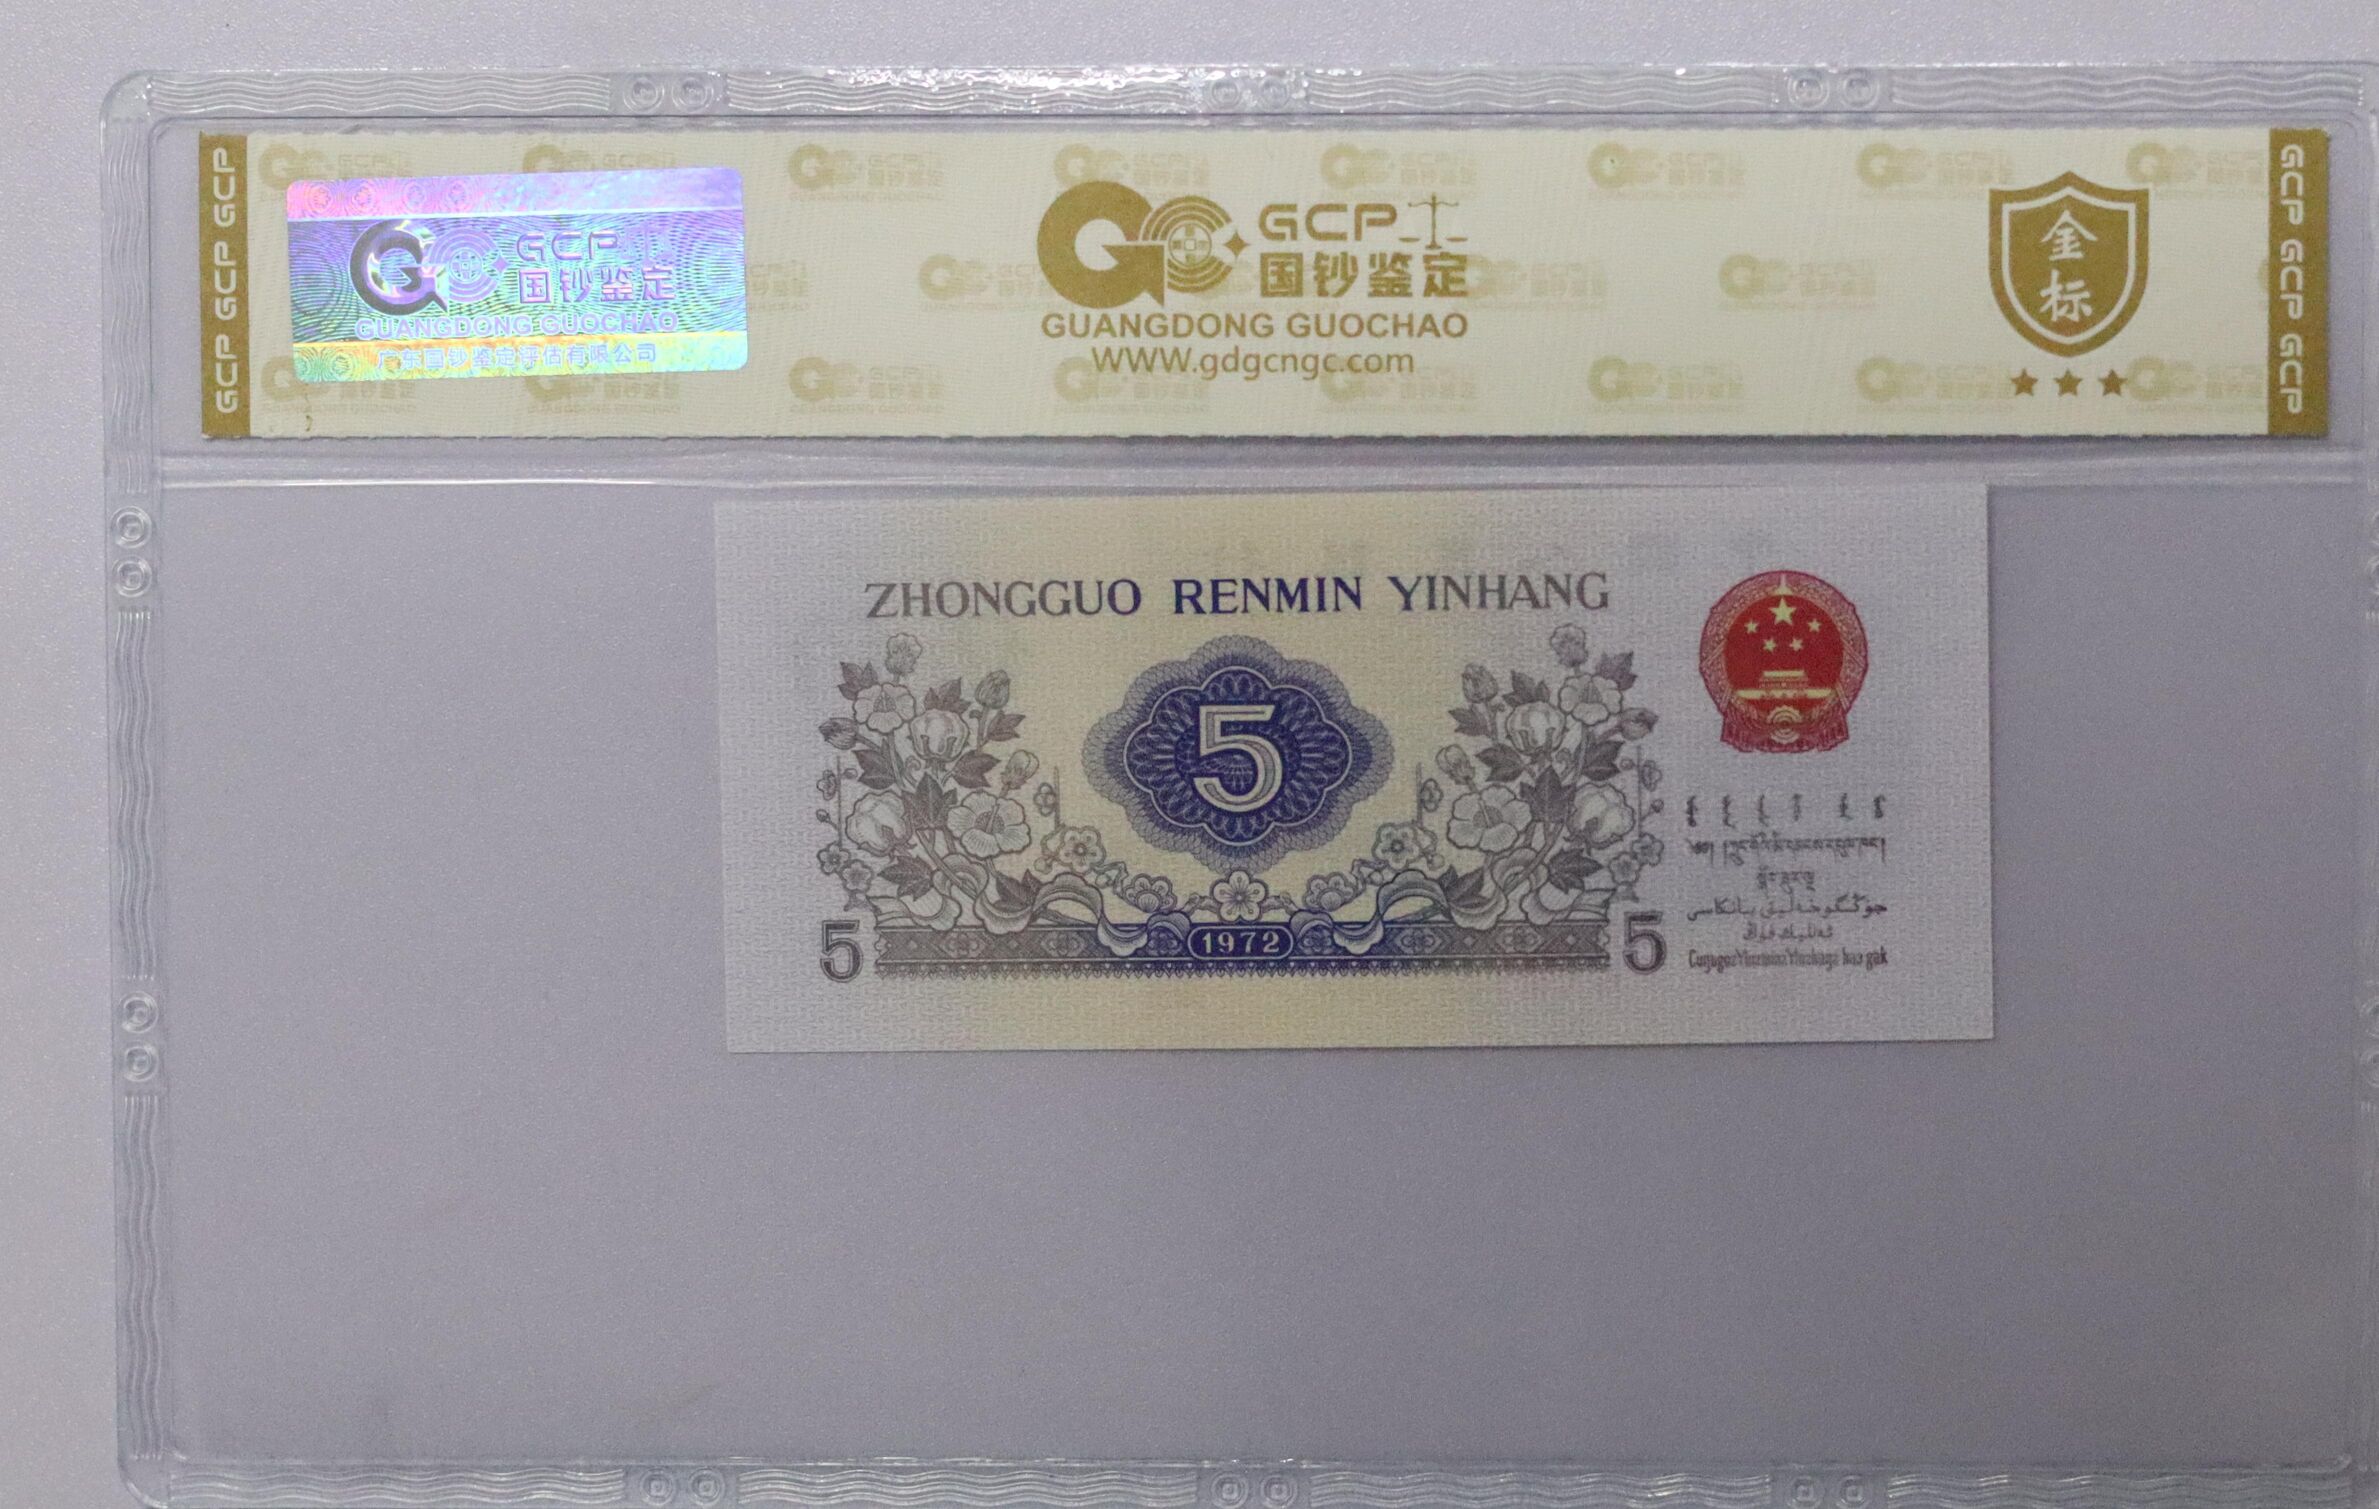 GCP GCP GCP
GCP
国钞鉴定
GUANGDONG GUOCHAO
广东国钞鉴定评估有限公司
GCP
国钞鉴定
GUANGDONG GUOCHAO
WWW.gdgcngc.com
金标
GCP GCP GCP
ZHONGGUO RENMIN YINHANG
5
5
1972
5